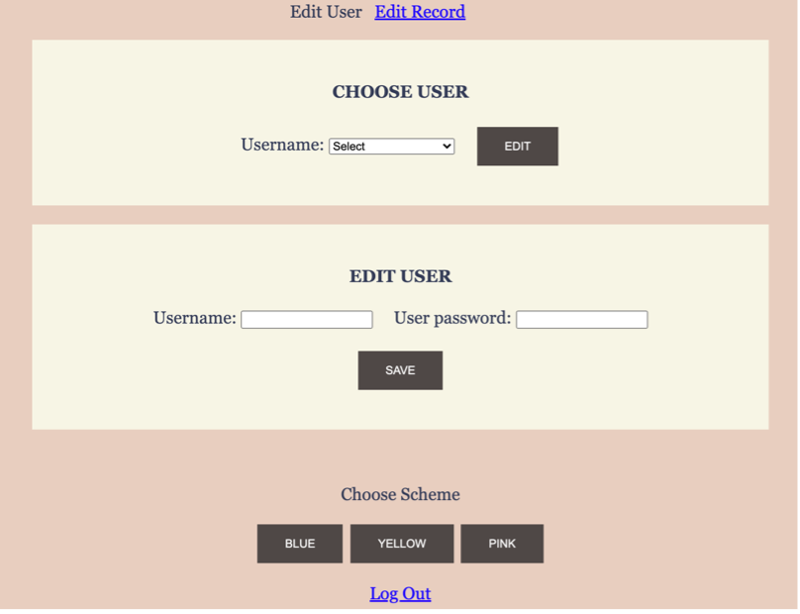 Edit User Edit Record
CHOOSE USER
Username: Select EDIT
EDIT USER
Username: User password:
SAVE
Choose Scheme
BLUE YELLOW PINK
Log Out